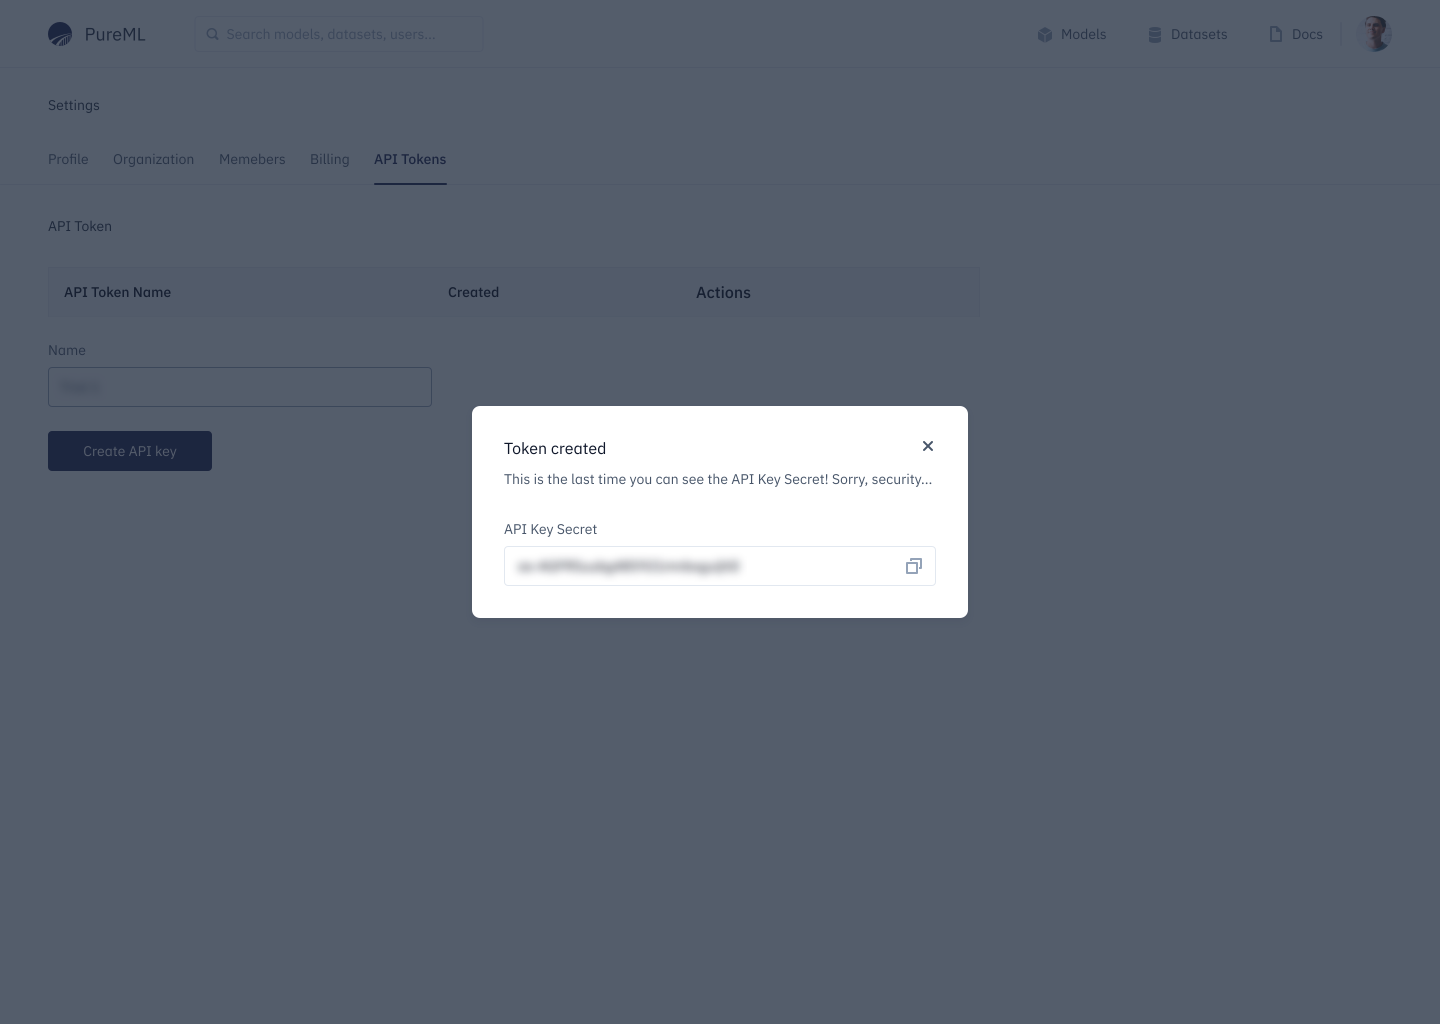 PureML
Search models, datasets, users...
Models
Datasets
Docs
Settings
Profile
Organization
Memebers
Billing
API Tokens
API Token
API Token Name
Created
Actions
Name
Create API key
Token created
This is the last time you can see the API Key Secret! Sorry, security...
API Key Secret